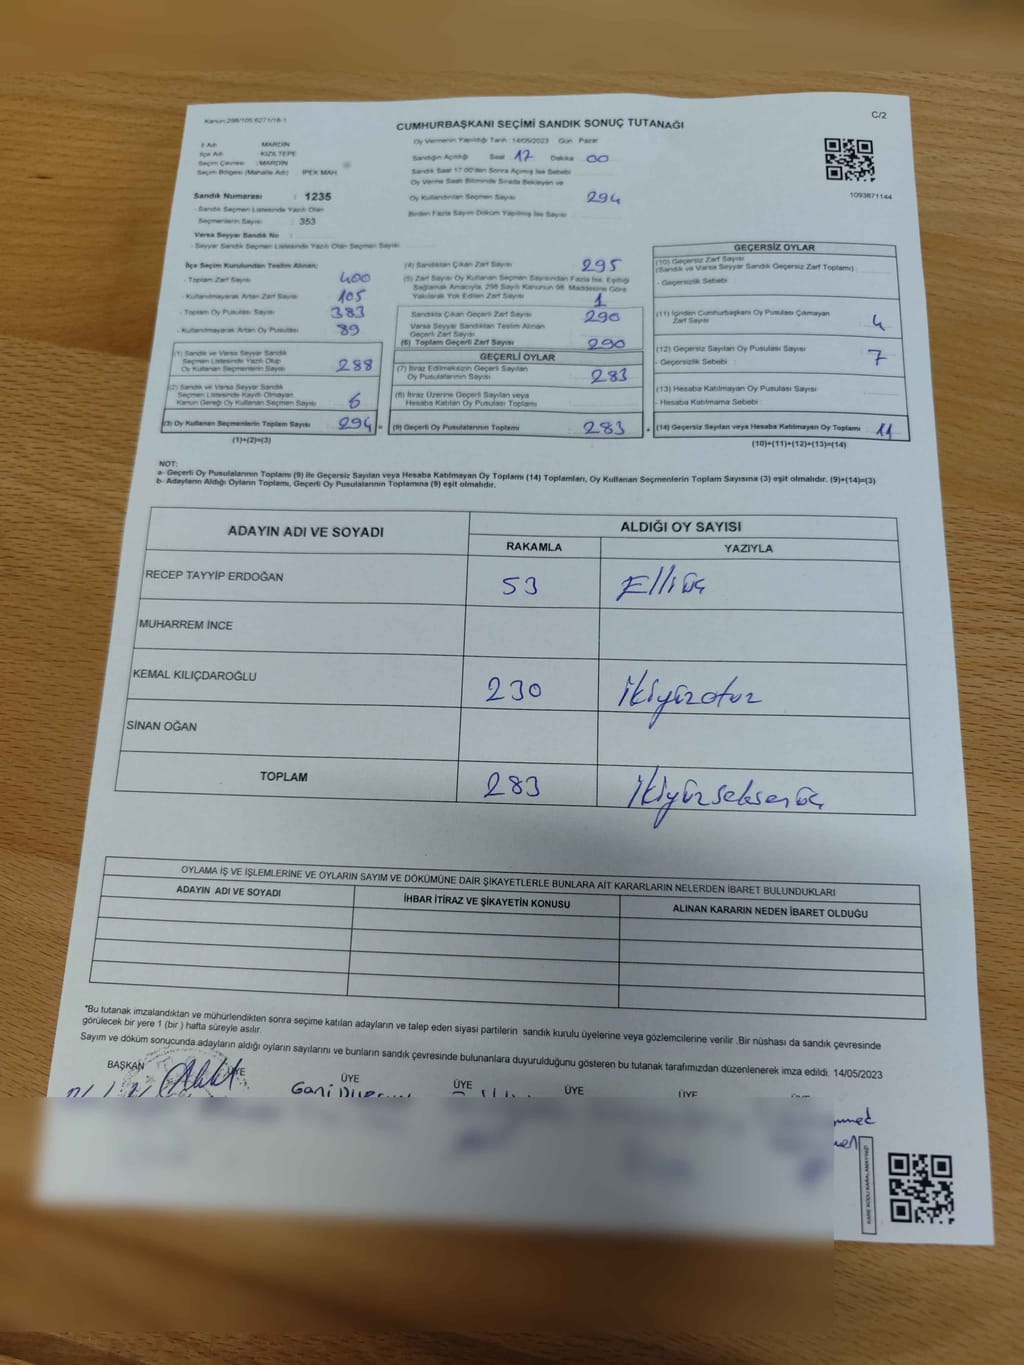 Kanun:298/105.6271/16-1
C/2
CUMHURBAŞKANI SEÇİMİ SANDIK SONUÇ TUTANAĞI
İl Adı : MARDİN
İlçe Adı : KIZILTEPE
Seçim Çevresi : MARDİN
Seçim Bölgesi (Mahalle Adı) : İPEK MAH
Sandık Numarası : 1235
- Sandık Seçmen Listesinde Yazılı Olan
Seçmenlerin Sayısı : 353
Varsa Seyyar Sandık No :
- Seyyar Sandık Seçmen Listesinde Yazılı Olan Seçmen Sayısı :
Oy Vermenin Yapıldığı Tarih: 14/05/2023 Gün : Pazar
Sandığın Açıldığı Saat : 17 Dakika : 00
Sandık Saat 17:00'den Sonra Açılmış İse Sebebi :
Oy Verme Saati Bitiminde Sırada Bekleyen ve
Oy Kullandırılan Seçmen Sayısı : 294
Birden Fazla Sayım Döküm Yapılmış İse Sayısı :
1093871144
İlçe Seçim Kurulundan Teslim Alınan;
- Toplam Zarf Sayısı : 400
- Kullanılmayarak Artan Zarf Sayısı : 105
- Toplam Oy Pusulası Sayısı : 383
- Kullanılmayarak Artan Oy Pusulası : 89
(1) Sandık ve Varsa Seyyar Sandık
Seçmen Listesinde Yazılı Olup
Oy Kullanan Seçmenlerin Sayısı : 288
(2) Sandık ve Varsa Seyyar Sandık
Seçmen Listesinde Kayıtlı Olmayan
Kanun Gereği Oy Kullanan Seçmen Sayısı : 6
(3) Oy Kullanan Seçmenlerin Toplam Sayısı : 294 =
(1)+(2)=(3)
(4) Sandıktan Çıkan Zarf Sayısı : 295
(5) Zarf Sayısı Oy Kullanan Seçmen Sayısından Fazla İse, Eşitliği
Sağlamak Amacıyla, 298 Sayılı Kanunun 98. Maddesine Göre
Yakılarak Yok Edilen Zarf Sayısı : 1
Sandıkta Çıkan Geçerli Zarf Sayısı : 290
Varsa Seyyar Sandıktan Teslim Alınan
Geçerli Zarf Sayısı :
(6) Toplam Geçerli Zarf Sayısı : 290
GEÇERLİ OYLAR
(7) İtiraz Edilmeksizin Geçerli Sayılan
Oy Pusulalarının Sayısı : 283
(8) İtiraz Üzerine Geçerli Sayılan veya
Hesaba Katılan Oy Pusulası Toplamı :
(9) Geçerli Oy Pusulalarının Toplamı : 283 +
GEÇERSİZ OYLAR
(10) Geçersiz Zarf Sayısı
(Sandık ve Varsa Seyyar Sandık Geçersiz Zarf Toplamı) :
- Geçersizlik Sebebi :
(11) İçinden Cumhurbaşkanı Oy Pusulası Çıkmayan
Zarf Sayısı : 4
(12) Geçersiz Sayılan Oy Pusulası Sayısı : 7
- Geçersizlik Sebebi :
(13) Hesaba Katılmayan Oy Pusulası Sayısı :
- Hesaba Katılmama Sebebi :
(14) Geçersiz Sayılan veya Hesaba Katılmayan Oy Toplamı : 11
(10)+(11)+(12)+(13)=(14)
NOT:
a- Geçerli Oy Pusulalarının Toplamı (9) ile Geçersiz Sayılan veya Hesaba Katılmayan Oy Toplamı (14) Toplamları, Oy Kullanan Seçmenlerin Toplam Sayısına (3) eşit olmalıdır. (9)+(14)=(3)
b- Adayların Aldığı Oyların Toplamı, Geçerli Oy Pusulalarının Toplamına (9) eşit olmalıdır.
ADAYIN ADI VE SOYADI
ALDIĞI OY SAYISI
RAKAMLA
YAZIYLA
RECEP TAYYİP ERDOĞAN 53 Elliüç
MUHARREM İNCE
KEMAL KILIÇDAROĞLU 230 İkiyüzotuz
SİNAN OĞAN
TOPLAM 283 İkiyüzseksenüç
OYLAMA İŞ VE İŞLEMLERİNE VE OYLARIN SAYIM VE DÖKÜMÜNE DAİR ŞİKAYETLERLE BUNLARA AİT KARARLARIN NELERDEN İBARET BULUNDUKLARI
ADAYIN ADI VE SOYADI
İHBAR İTİRAZ VE ŞİKAYETİN KONUSU
ALINAN KARARIN NEDEN İBARET OLDUĞU
*Bu tutanak imzalandıktan ve mühürlendikten sonra seçime katılan adayların ve talep eden siyasi partilerin sandık kurulu üyelerine veya gözlemcilerine verilir .Bir nüshası da sandık çevresinde
görülecek bir yere 1 (bir ) hafta süreyle asılır.
Sayım ve döküm sonucunda adayların aldığı oyların sayılarını ve bunların sandık çevresinde bulunanlara duyurulduğunu gösteren bu tutanak tarafımızdan düzenlenerek imza edildi. 14/05/2023
BAŞKAN ÜYE ÜYE ÜYE ÜYE ÜYE
Gani
KARE KODU KARALAMAYINIZ!